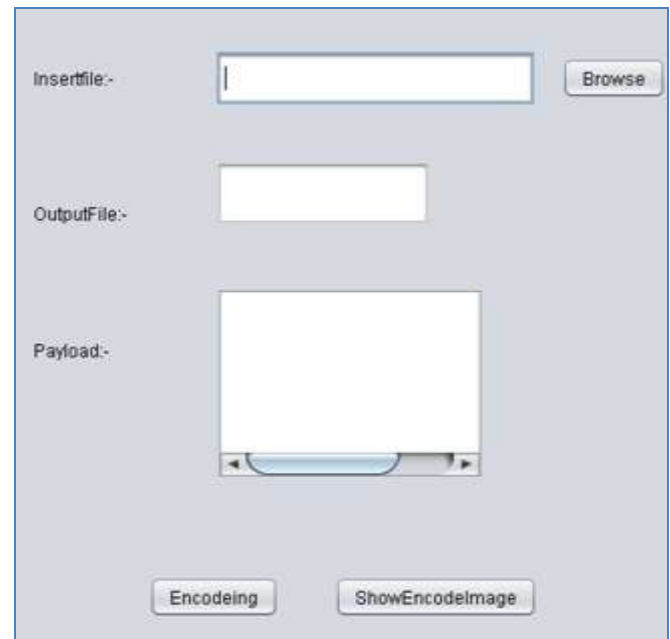 Insertfile:-
Browse
OutputFile:-
Payload:-
Encodeing
ShowEncodeImage